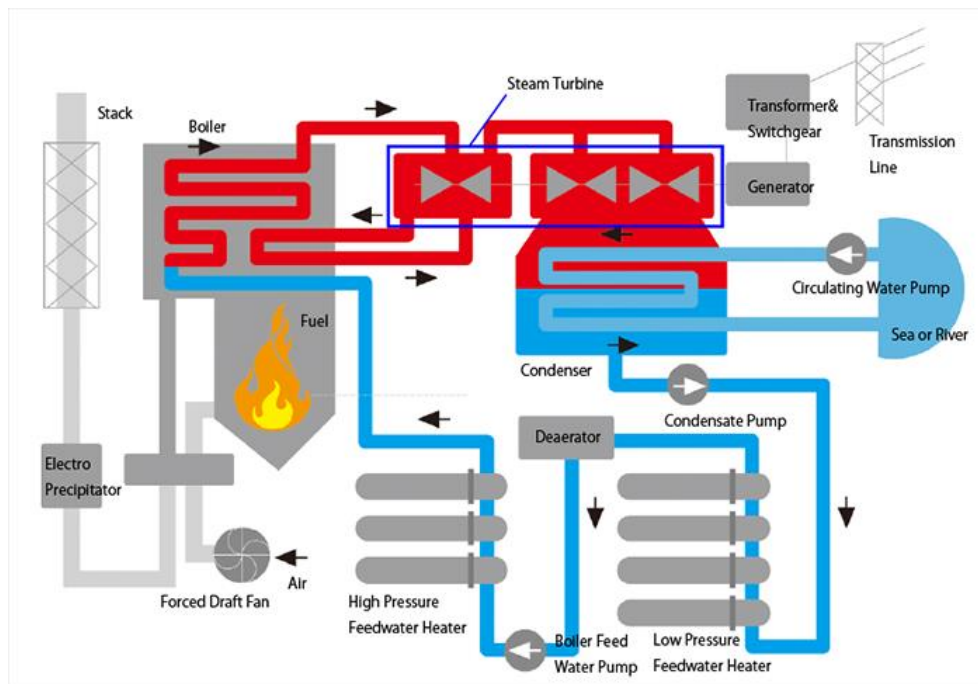 Steam Turbine
Stack
Boiler
Transformer&
Switchgear
Transmission
Line
Generator
Circulating Water Pump
Sea or River
Fuel
Condenser
Condensate Pump
Deaerator
Electro
Precipitator
Air
Forced Draft Fan
High Pressure
Feedwater Heater
Boiler Feed
Water Pump
Low Pressure
Feedwater Heater